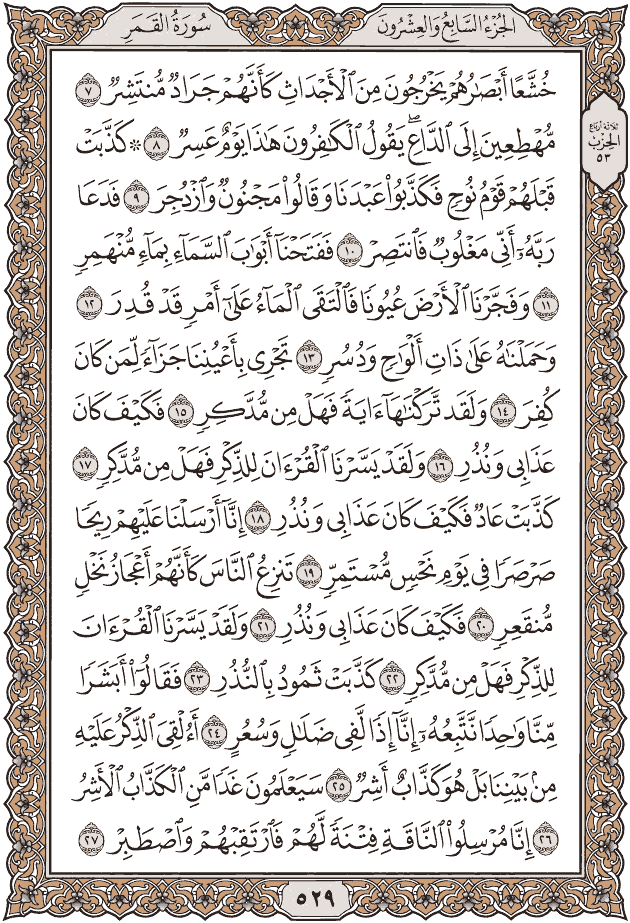 الجُزْءُ السَّابِعُ وَالعِشْرُونَ
سُورَةُ القَمَرِ
ثلاثة أرباع
الحِزْب
٥٣
خُشَّعًا أَبْصَٰرُهُمْ يَخْرُجُونَ مِنَ ٱلْأَجْدَاثِ كَأَنَّهُمْ جَرَادٌ مُّنتَشِرٌ ٧
مُّهْطِعِينَ إِلَى ٱلدَّاعِ ۖ يَقُولُ ٱلْكَٰفِرُونَ هَٰذَا يَوْمٌ عَسِرٌ ٨ ۞ كَذَّبَتْ
قَبْلَهُمْ قَوْمُ نُوحٍ فَكَذَّبُوا۟ عَبْدَنَا وَقَالُوا۟ مَجْنُونٌ وَٱزْدُجِرَ ٩ فَدَعَا
رَبَّهُۥٓ أَنِّى مَغْلُوبٌ فَٱنتَصِرْ ١٠ فَفَتَحْنَآ أَبْوَٰبَ ٱلسَّمَآءِ بِمَآءٍ مُّنْهَمِرٍ
١١ وَفَجَّرْنَا ٱلْأَرْضَ عُيُونًا فَٱلْتَقَى ٱلْمَآءُ عَلَىٰٓ أَمْرٍ قَدْ قُدِرَ ١٢
وَحَمَلْنَٰهُ عَلَىٰ ذَاتِ أَلْوَٰحٍ وَدُسُرٍ ١٣ تَجْرِى بِأَعْيُنِنَا جَزَآءً لِّمَن كَانَ
كُفِرَ ١٤ وَلَقَد تَّرَكْنَٰهَآ ءَايَةً فَهَلْ مِن مُّدَّكِرٍ ١٥ فَكَيْفَ كَانَ
عَذَابِى وَنُذُرِ ١٦ وَلَقَدْ يَسَّرْنَا ٱلْقُرْءَانَ لِلذِّكْرِ فَهَلْ مِن مُّدَّكِرٍ ١٧
كَذَّبَتْ عَادٌ فَكَيْفَ كَانَ عَذَابِى وَنُذُرِ ١٨ إِنَّآ أَرْسَلْنَا عَلَيْهِمْ رِيحًا
صَرْصَرًا فِى يَوْمِ نَحْسٍ مُّسْتَمِرٍّ ١٩ تَنزِعُ ٱلنَّاسَ كَأَنَّهُمْ أَعْجَازُ نَخْلٍ
مُّنقَعِرٍ ٢٠ فَكَيْفَ كَانَ عَذَابِى وَنُذُرِ ٢١ وَلَقَدْ يَسَّرْنَا ٱلْقُرْءَانَ
لِلذِّكْرِ فَهَلْ مِن مُّدَّكِرٍ ٢٢ كَذَّبَتْ ثَمُودُ بِٱلنُّذُرِ ٢٣ فَقَالُوٓا۟ أَبَشَرًا
مِّنَّا وَٰحِدًا نَّتَّبِعُهُۥٓ إِنَّآ إِذًا لَّفِى ضَلَٰلٍ وَسُعُرٍ ٢٤ أَءُلْقِىَ ٱلذِّكْرُ عَلَيْهِ
مِنۢ بَيْنِنَا بَلْ هُوَ كَذَّابٌ أَشِرٌ ٢٥ سَيَعْلَمُونَ غَدًا مَّنِ ٱلْكَذَّابُ ٱلْأَشِرُ
٢٦ إِنَّا مُرْسِلُوا۟ ٱلنَّاقَةِ فِتْنَةً لَّهُمْ فَٱرْتَقِبْهُمْ وَٱصْطَبِرْ ٢٧
٥٢٩